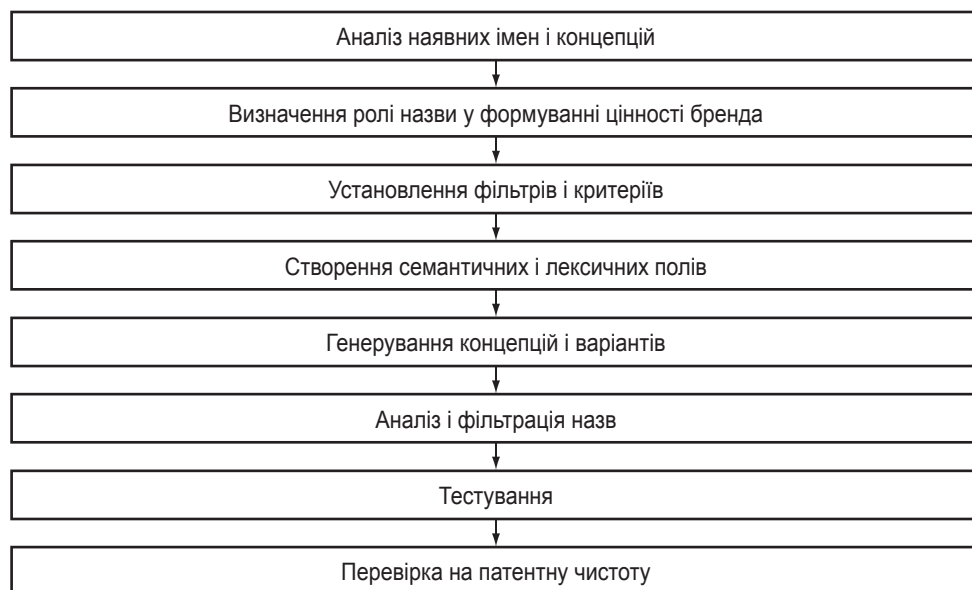 Аналіз наявних імен і концепцій
Визначення ролі назви у формуванні цінності бренда
Установлення фільтрів і критеріїв
Створення семантичних і лексичних полів
Генерування концепцій і варіантів
Аналіз і фільтрація назв
Тестування
Перевірка на патентну чистоту